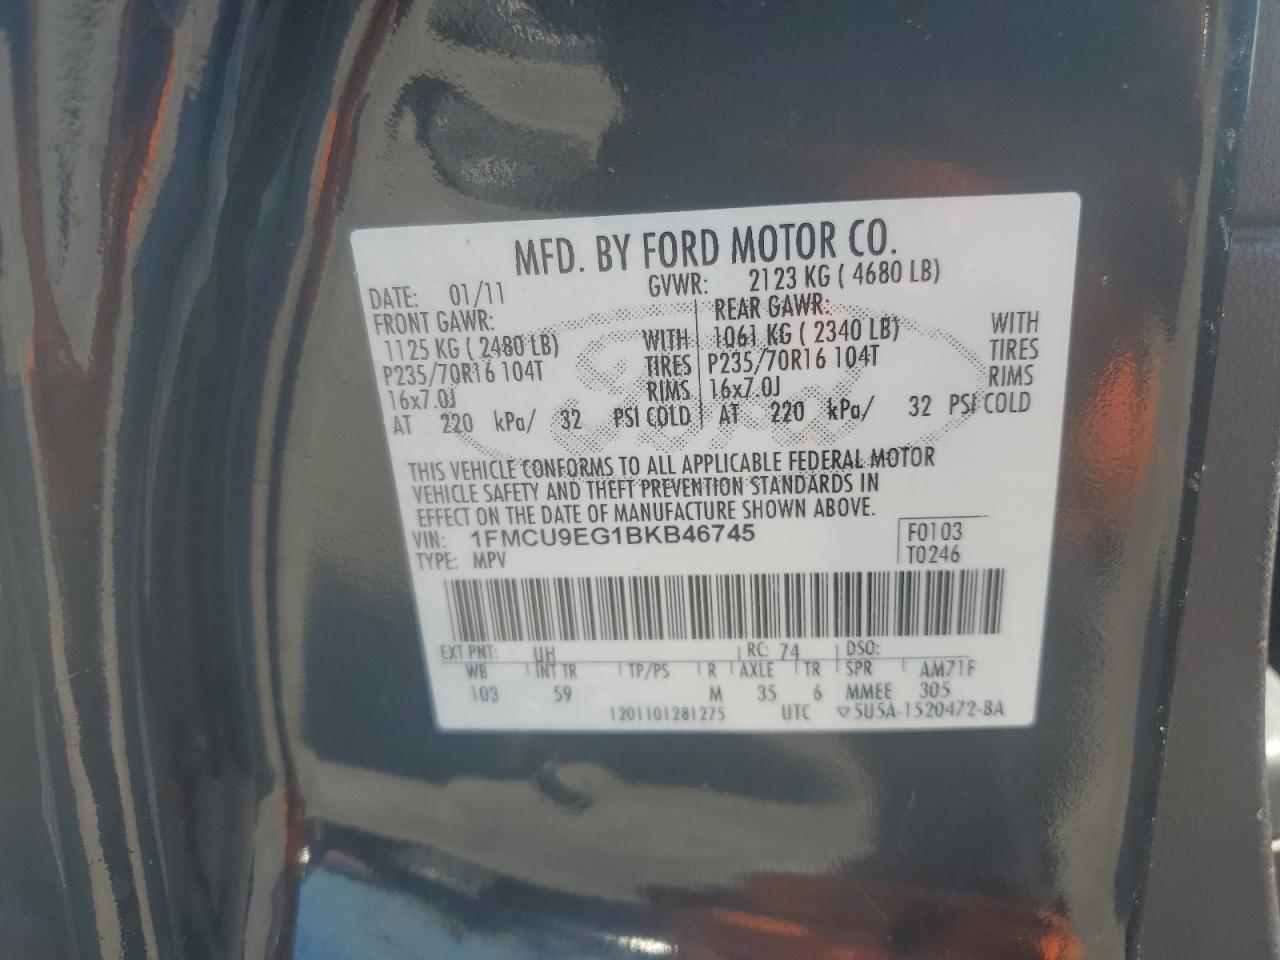 MFD. BY FORD MOTOR CO.
DATE: 01/11 GVWR: 2123 KG ( 4680 LB)
FRONT GAWR: REAR GAWR:
1125 KG ( 2480 LB) WITH 1061 KG ( 2340 LB) WITH
P235/70R16 104T TIRES P235/70R16 104T TIRES
16x7.0J RIMS 16x7.0J RIMS
AT 220 kPa/ 32 PSI COLD AT 220 kPa/ 32 PSI COLD
THIS VEHICLE CONFORMS TO ALL APPLICABLE FEDERAL MOTOR
VEHICLE SAFETY AND THEFT PREVENTION STANDARDS IN
EFFECT ON THE DATE OF MANUFACTURE SHOWN ABOVE.
VIN: 1FMCU9EG1BKB46745 F0103
TYPE: MPV T0246
EXT PNT: UH RC: 74 DSO:
WB INT TR TP/PS R AXLE TR SPR AM71F
103 59 M 35 6 MMEE 305
1201101281275 UTC 5U5A-1520472-BA